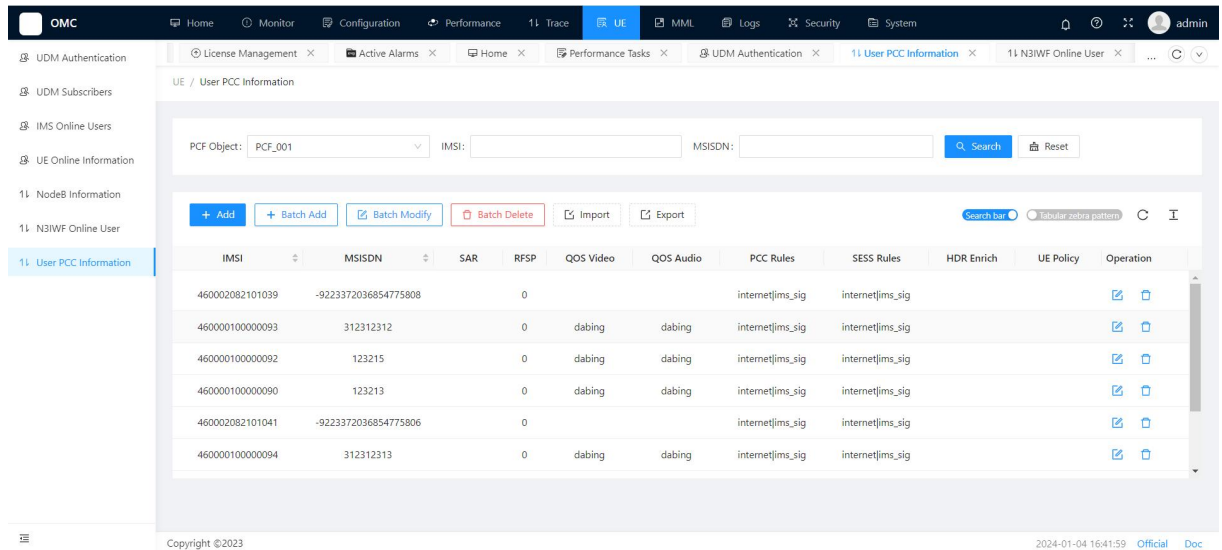 OMC Home Monitor Configuration Performance Trace UE MML Logs Security System admin
License Management Active Alarms Home Performance Tasks UDM Authentication User PCC Information N3IWF Online User ...
UDM Authentication
UDM Subscribers
IMS Online Users
UE Online Information
NodeB Information
N3IWF Online User
User PCC Information
UE / User PCC Information
PCF Object: PCF_001 IMSI: MSISDN: Search Reset
+ Add + Batch Add Batch Modify Batch Delete Import Export Search bar Tabular zebra pattern
IMSI MSISDN SAR RFSP QOS Video QOS Audio PCC Rules SESS Rules HDR Enrich UE Policy Operation
460002082101039 -9223372036854775808 0 internet|ims_sig internet|ims_sig
460000100000093 312312312 0 dabing dabing internet|ims_sig internet|ims_sig
460000100000092 123215 0 dabing dabing internet|ims_sig internet|ims_sig
460000100000090 123213 0 dabing dabing internet|ims_sig internet|ims_sig
460002082101041 -9223372036854775806 0 internet|ims_sig internet|ims_sig
460000100000094 312312313 0 dabing dabing internet|ims_sig internet|ims_sig
Copyright ©2023 2024-01-04 16:41:59 Official Doc